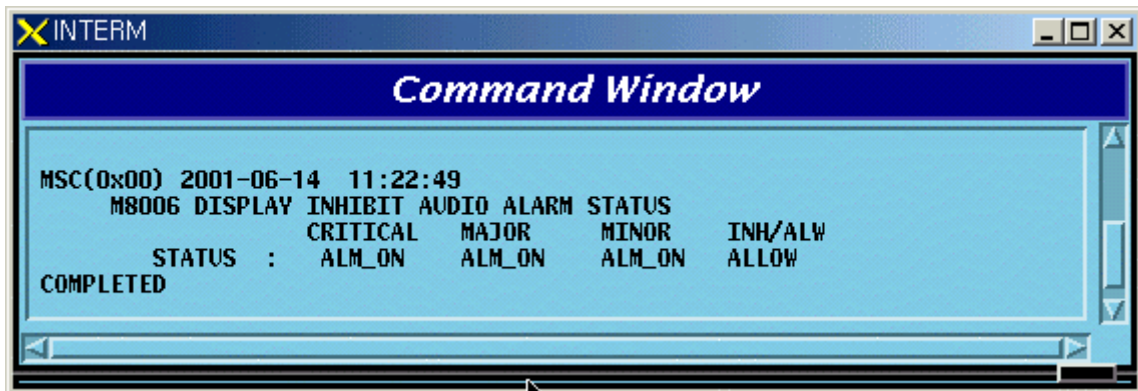 INTERM
Command Window
MSC(0x00) 2001-06-14 11:22:49
M8006 DISPLAY INHIBIT AUDIO ALARM STATUS
CRITICAL MAJOR MINOR INH/ALW
STATUS : ALM_ON ALM_ON ALM_ON ALLOW
COMPLETED